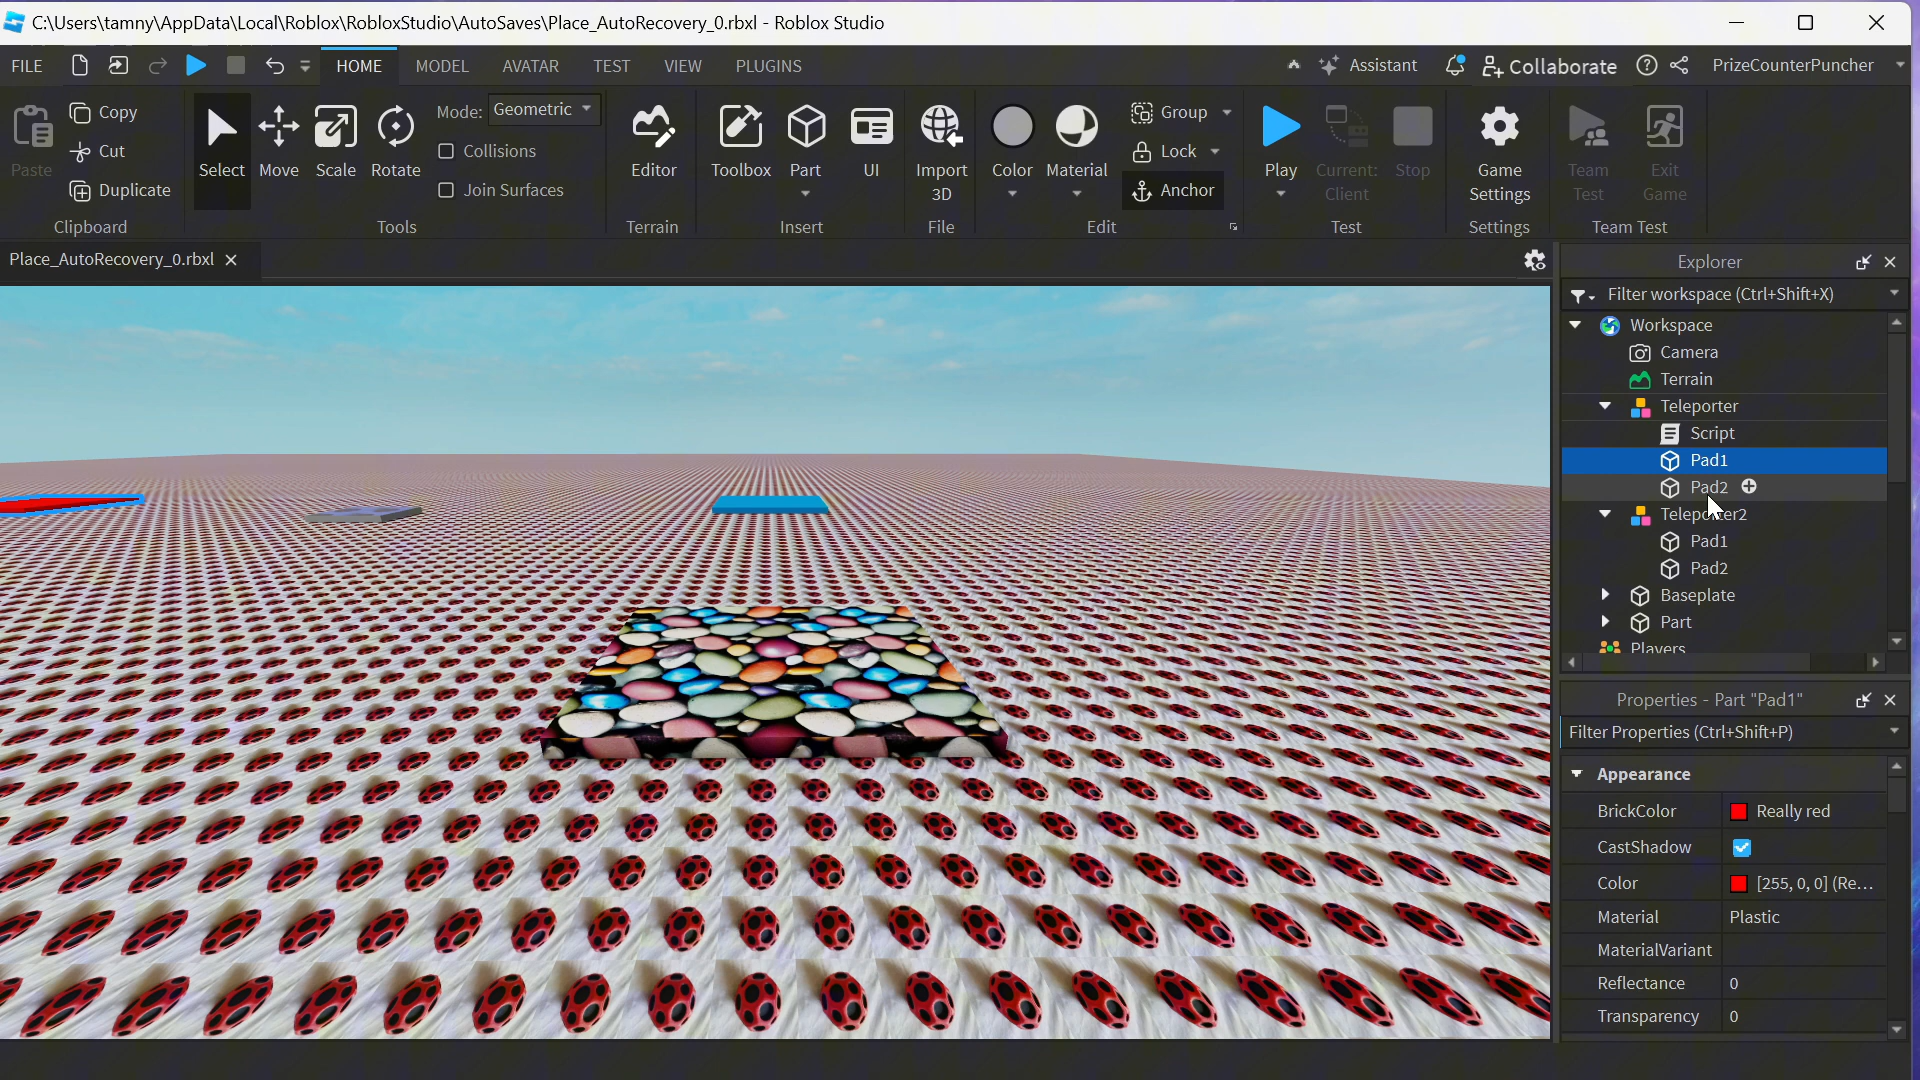 C:\Users\tamny\AppData\Local\Roblox\RobloxStudio\AutoSaves\Place_AutoRecovery_0.rbxl - Roblox Studio
FILE HOME MODEL AVATAR TEST VIEW PLUGINS Assistant Collaborate PrizeCounterPuncher
Paste
Copy
Cut
Duplicate
Clipboard
Select Move Scale Rotate
Mode: Geometric
Collisions
Join Surfaces
Tools
Editor
Terrain
Toolbox Part UI
Insert
Import
3D
File
Color Material
Group
Lock
Anchor
Edit
Play
Current:
Client
Stop
Test
Game
Settings
Settings
Team
Test
Exit
Game
Team Test
Place_AutoRecovery_0.rbxl
Explorer
Filter workspace (Ctrl+Shift+X)
Workspace
Camera
Terrain
Teleporter
Script
Pad1
Pad2
Teleporter2
Pad1
Pad2
Baseplate
Part
Players
Properties - Part "Pad1"
Filter Properties (Ctrl+Shift+P)
Appearance
BrickColor Really red
CastShadow
Color [255, 0, 0] (Re...
Material Plastic
MaterialVariant
Reflectance 0
Transparency 0